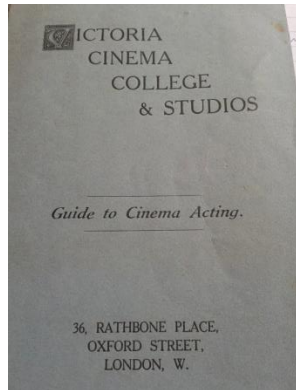 VICTORIA
CINEMA
COLLEGE
& STUDIOS
Guide to Cinema Acting.
36, RATHBONE PLACE,
OXFORD STREET,
LONDON, W.